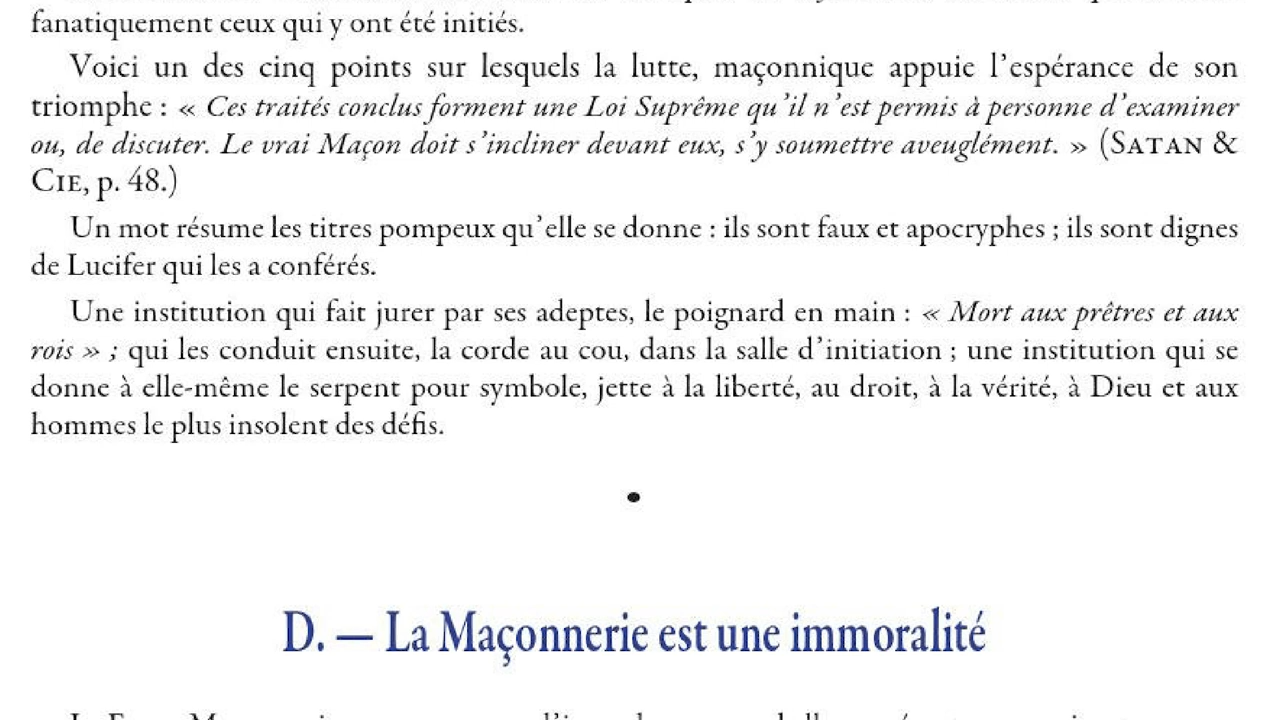 fanatiquement ceux qui y ont été initiés.
Voici un des cinq points sur lesquels la lutte, maçonnique appuie l'espérance de son
triomphe : « Ces traités conclus forment une Loi Suprême qu'il n'est permis à personne d'examiner
ou, de discuter. Le vrai Maçon doit s'incliner devant eux, s'y soumettre aveuglément. » (SATAN &
CIE, p. 48.)
Un mot résume les titres pompeux qu'elle se donne : ils sont faux et apocryphes ; ils sont dignes
de Lucifer qui les a conférés.
Une institution qui fait jurer par ses adeptes, le poignard en main : « Mort aux prêtres et aux
rois » ; qui les conduit ensuite, la corde au cou, dans la salle d'initiation ; une institution qui se
donne à elle-même le serpent pour symbole, jette à la liberté, au droit, à la vérité, à Dieu et aux
hommes le plus insolent des défis.
•
D. — La Maçonnerie est une immoralité